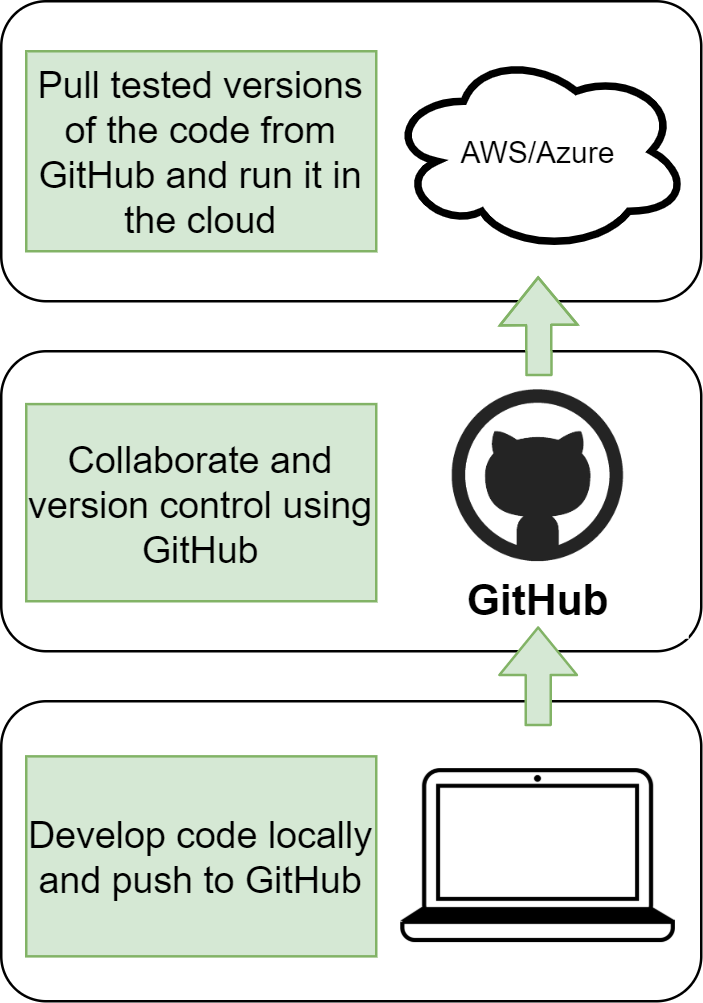 Pull tested versions
of the code from
GitHub and run it in
the cloud
AWS/Azure
Collaborate and
version control using
GitHub
GitHub
Develop code locally
and push to GitHub